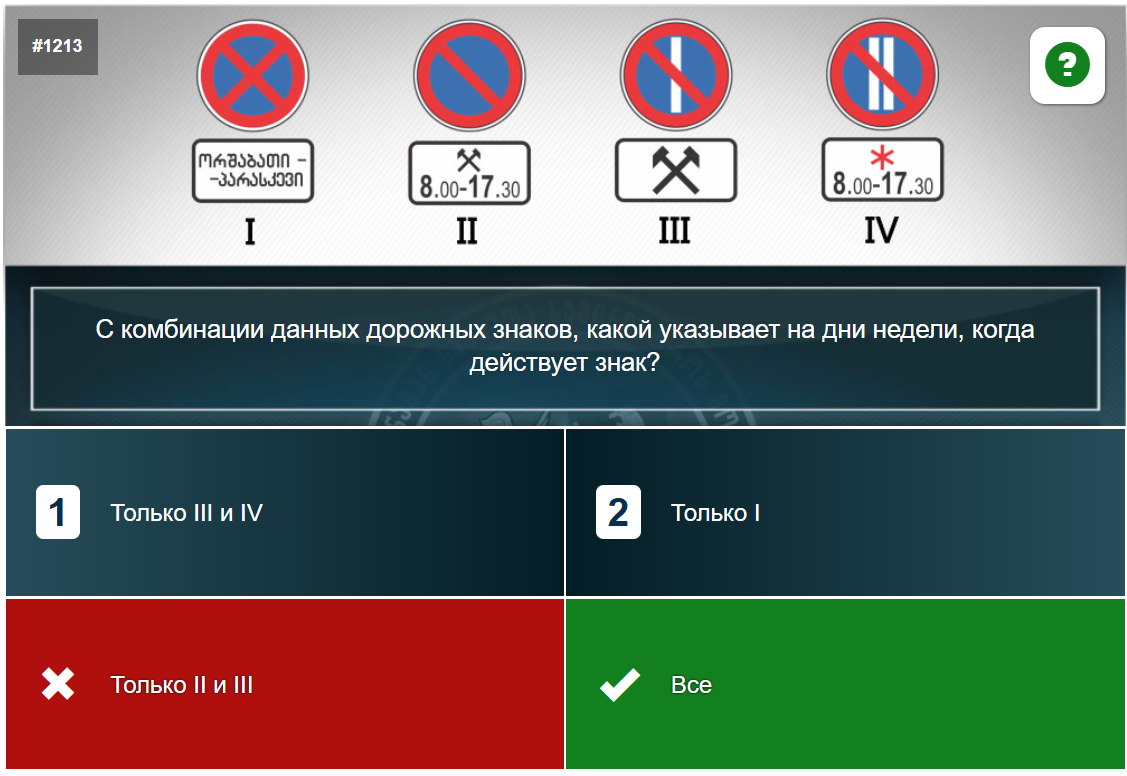 #1213
?
ორშაბათი –
–პარასკევი
8.00-17.30
*
8.00-17.30
I
II
III
IV
С комбинации данных дорожных знаков, какой указывает на дни недели, когда
действует знак?
1 Только III и IV
2 Только I
Только II и III
Все